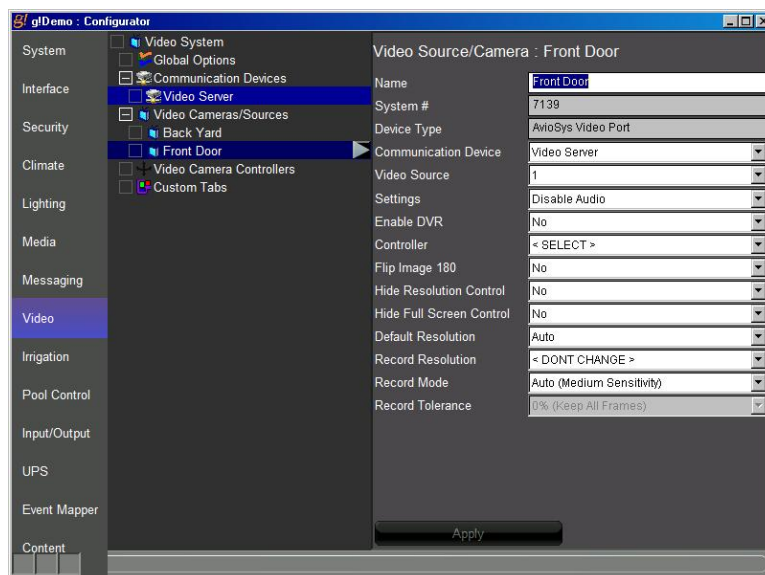 g! g!Demo : Configurator
System
Interface
Security
Climate
Lighting
Media
Messaging
Video
Irrigation
Pool Control
Input/Output
UPS
Event Mapper
Content
Video System
Global Options
Communication Devices
Video Server
Video Cameras/Sources
Back Yard
Front Door
Video Camera Controllers
Custom Tabs
Video Source/Camera : Front Door
Name Front Door
System # 7139
Device Type AvioSys Video Port
Communication Device Video Server
Video Source 1
Settings Disable Audio
Enable DVR No
Controller < SELECT >
Flip Image 180 No
Hide Resolution Control No
Hide Full Screen Control No
Default Resolution Auto
Record Resolution < DONT CHANGE >
Record Mode Auto (Medium Sensitivity)
Record Tolerance 0% (Keep All Frames)
Apply